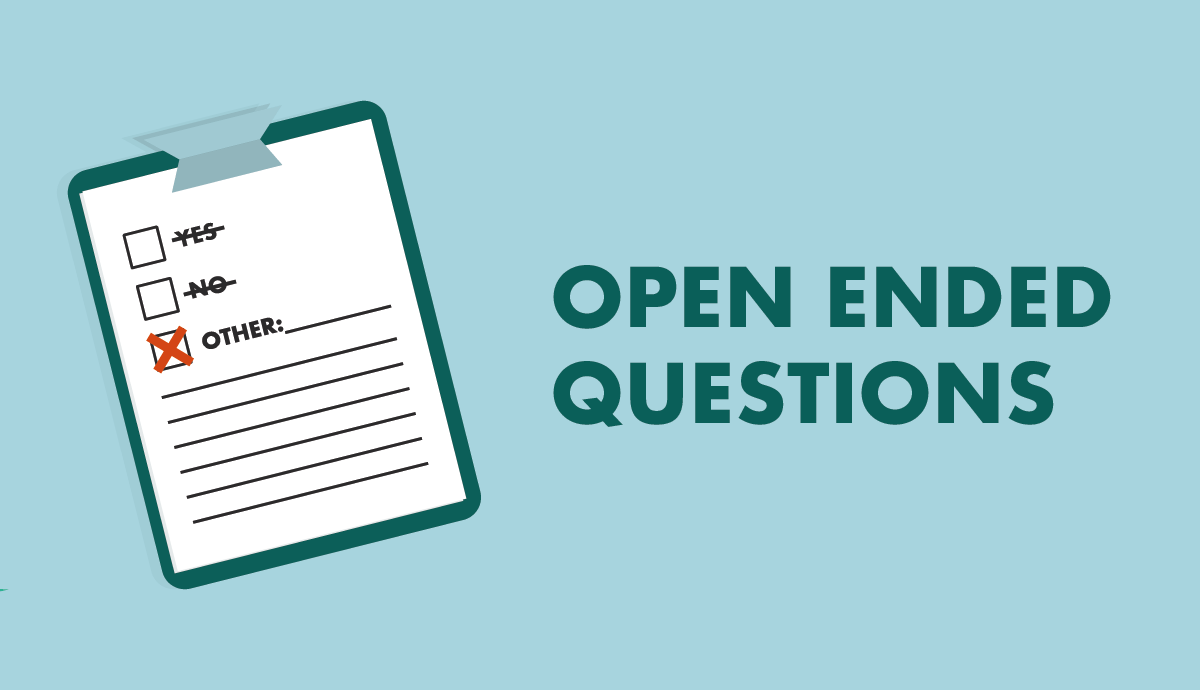 YES
NO
OTHER:
OPEN ENDED
QUESTIONS